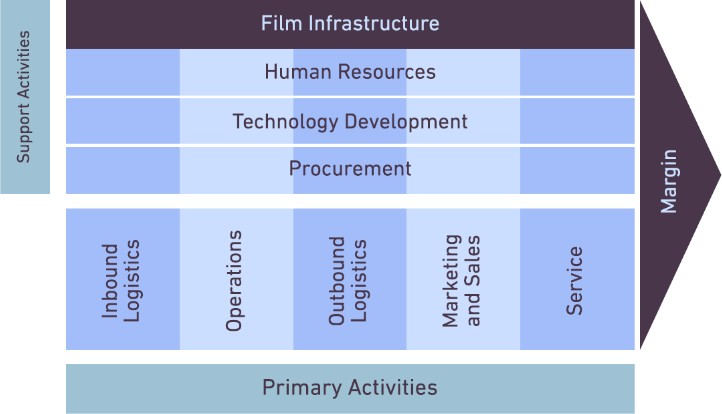 Support Activities
Film Infrastructure
Human Resources
Technology Development
Procurement
Inbound
Logistics
Operations
Outbound
Logistics
Marketing
and Sales
Service
Margin
Primary Activities